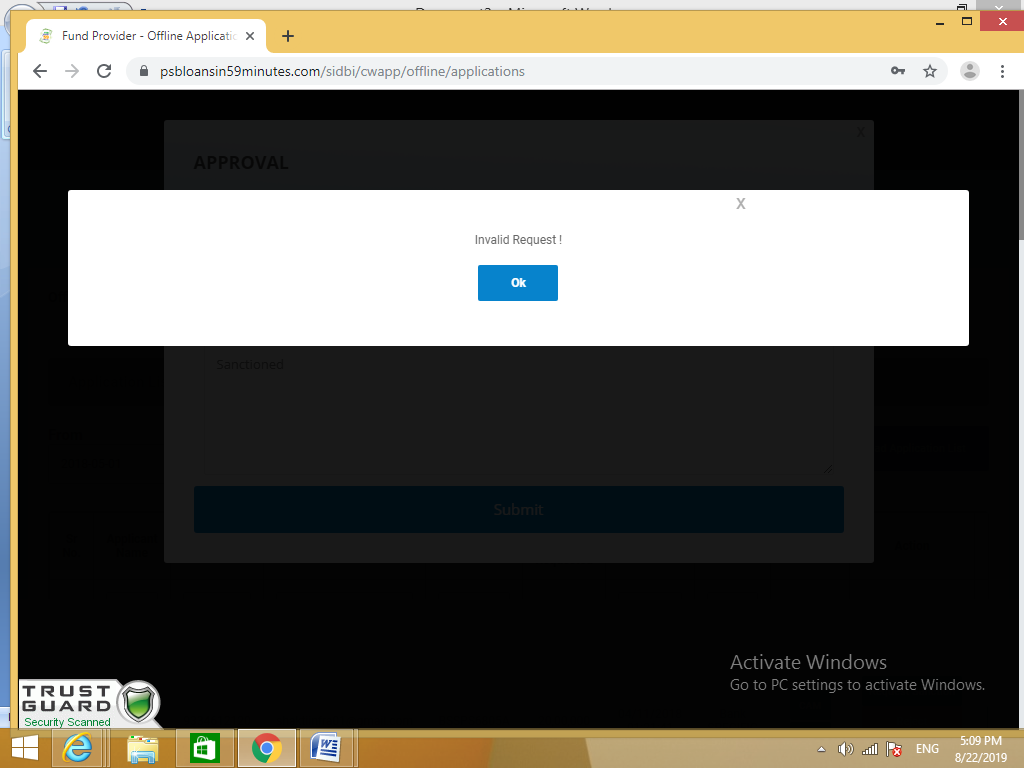 Fund Provider - Offline Applicati
psbloansin59minutes.com/sidbi/cwapp/offline/applications
X
APPROVAL
X
Invalid Request !
Ok
Sanctioned
Submit
Activate Windows
Go to PC settings to activate Windows.
TRUST
GUARD
Security Scanned
ENG
5:09 PM
8/22/2019